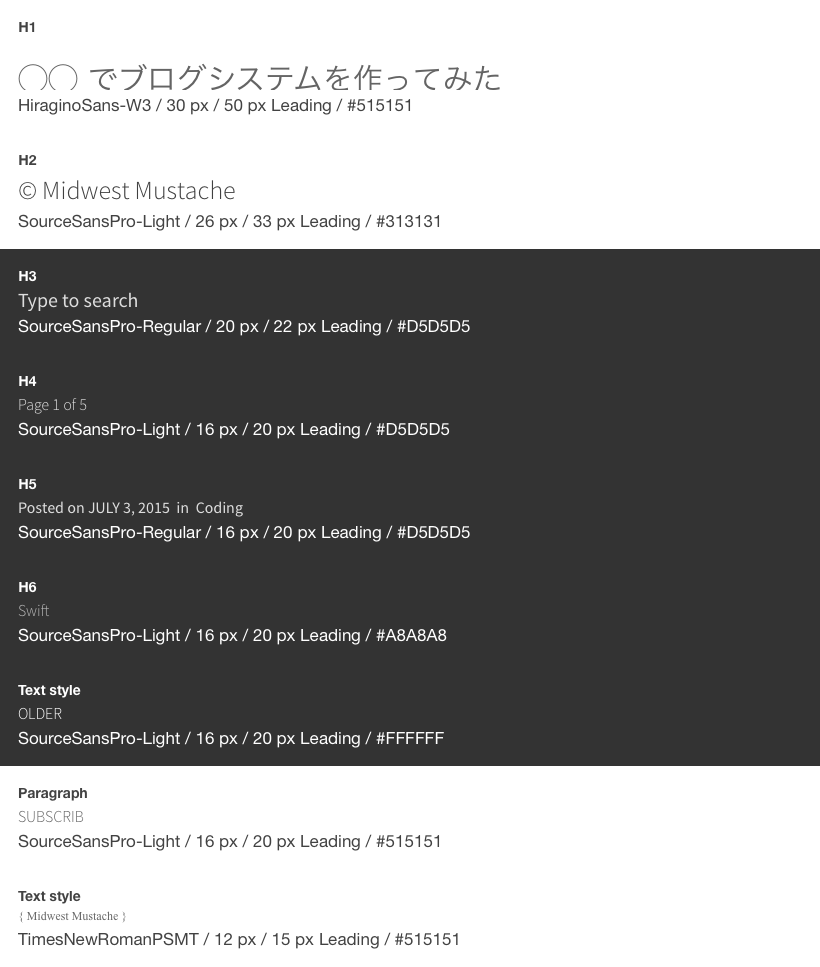 H1
◯◯ でブログシステムを作ってみた
HiraginoSans-W3 / 30 px / 50 px Leading / #515151
H2
© Midwest Mustache
SourceSansPro-Light / 26 px / 33 px Leading / #313131
H3
Type to search
SourceSansPro-Regular / 20 px / 22 px Leading / #D5D5D5
H4
Page 1 of 5
SourceSansPro-Light / 16 px / 20 px Leading / #D5D5D5
H5
Posted on JULY 3, 2015 in Coding
SourceSansPro-Regular / 16 px / 20 px Leading / #D5D5D5
H6
Swift
SourceSansPro-Light / 16 px / 20 px Leading / #A8A8A8
Text style
OLDER
SourceSansPro-Light / 16 px / 20 px Leading / #FFFFFF
Paragraph
SUBSCRIB
SourceSansPro-Light / 16 px / 20 px Leading / #515151
Text style
{ Midwest Mustache }
TimesNewRomanPSMT / 12 px / 15 px Leading / #515151